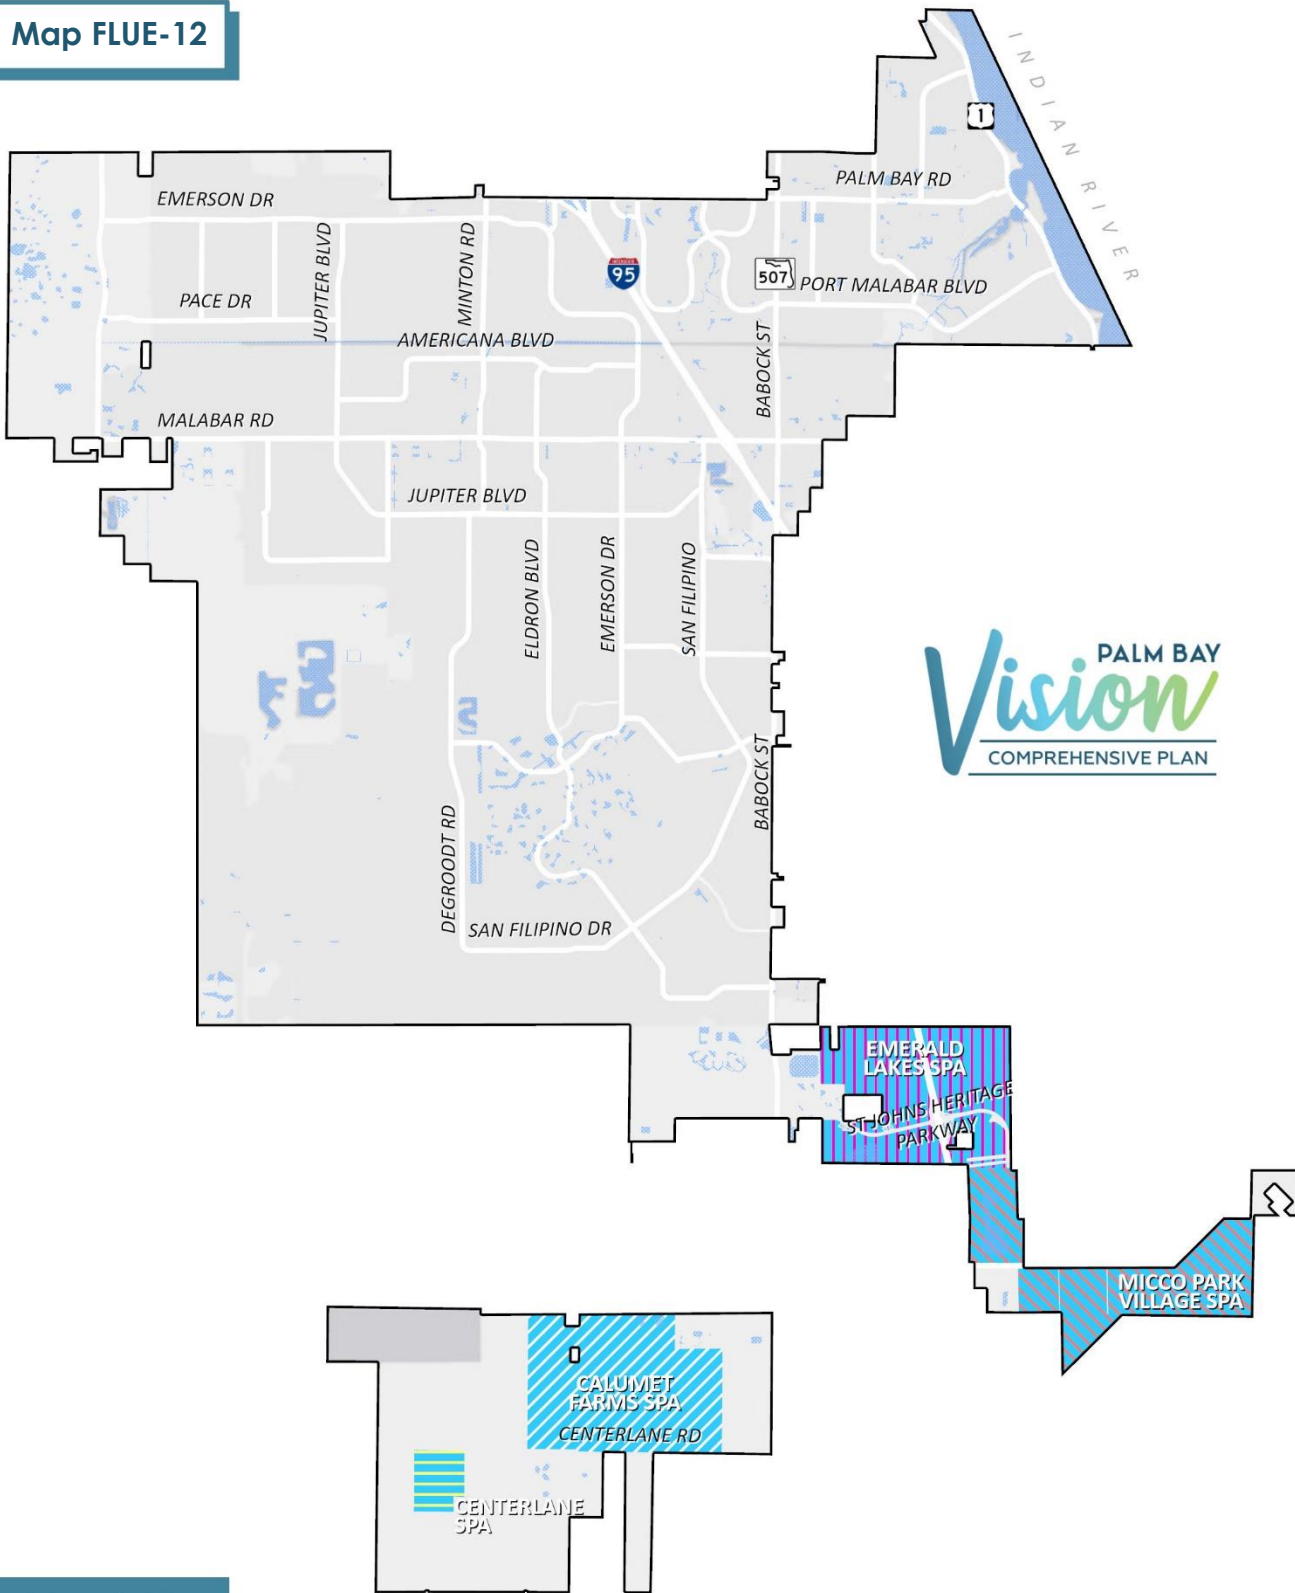 Map FLUE-12
INDIAN RIVER
1
PALM BAY RD
EMERSON DR
JUPITER BLVD
MINTON RD
INTERSTATE
95
507
PORT MALABAR BLVD
PACE DR
AMERICANA BLVD
BABOCK ST
MALABAR RD
JUPITER BLVD
ELDRON BLVD
EMERSON DR
SAN FILIPINO
PALM BAY
Vision
COMPREHENSIVE PLAN
BABOCK ST
DEGROODT RD
SAN FILIPINO DR
EMERALD
LAKES SPA
ST JOHNS HERITAGE
PARKWAY
MICCO PARK
VILLAGE SPA
CALUMET
FARMS SPA
CENTERLANE RD
CENTERLANE
SPA